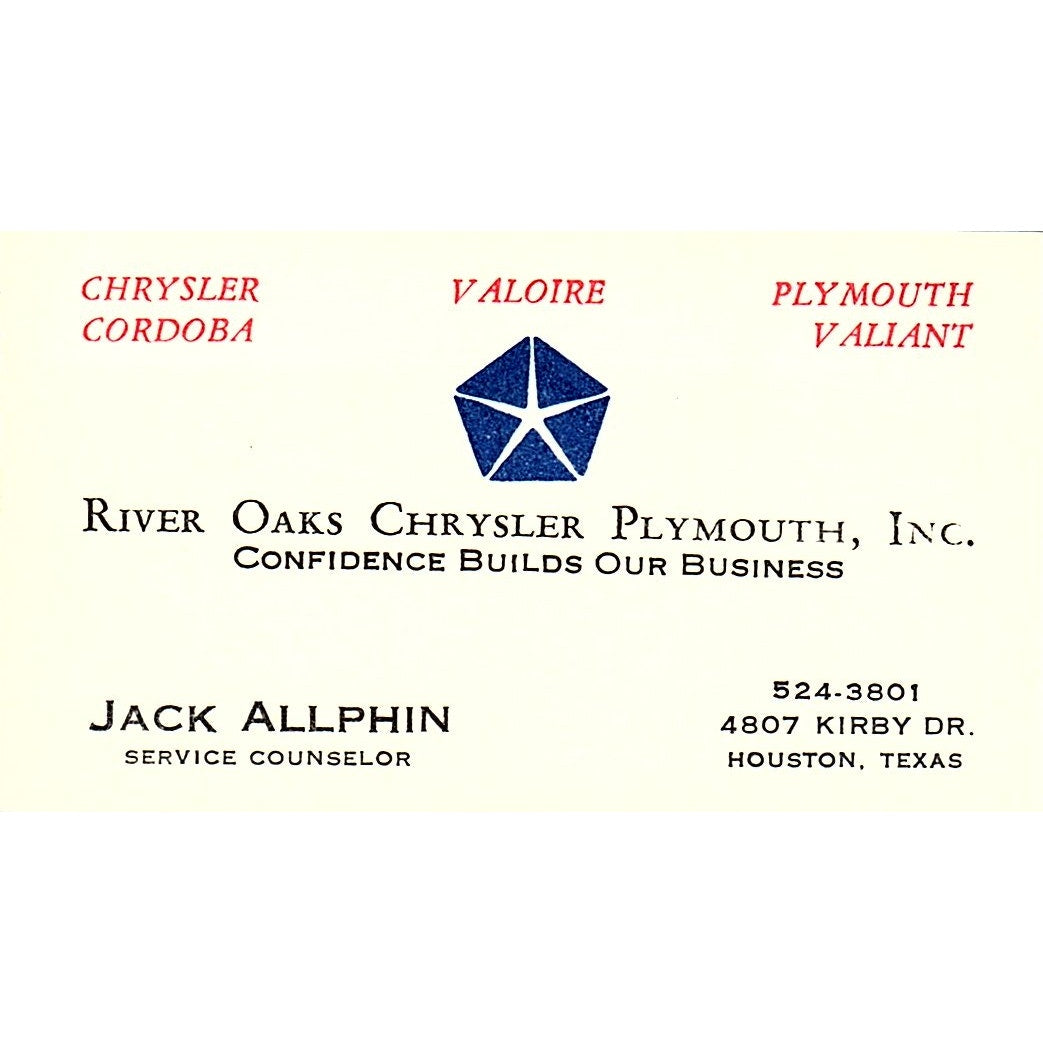 CHRYSLER VALOIRE PLYMOUTH
CORDOBA VALIANT
RIVER OAKS CHRYSLER PLYMOUTH, INC.
CONFIDENCE BUILDS OUR BUSINESS
JACK ALLPHIN
SERVICE COUNSELOR
524-3801
4807 KIRBY DR.
HOUSTON, TEXAS